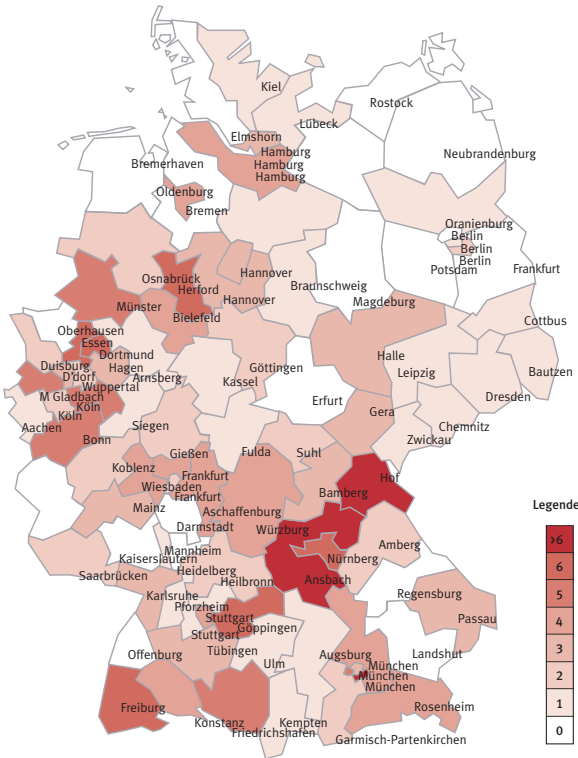 Kiel
Rostock
Lübeck
Elmshorn
Hamburg
Hamburg
Hamburg
Neubrandenburg
Bremerhaven
Oldenburg
Bremen
Oranienburg
Berlin
Berlin
Berlin
Potsdam
Frankfurt
Osnabrück
Hannover
Herford
Braunschweig
Hannover
Magdeburg
Münster
Bielefeld
Cottbus
Oberhausen
Essen
Dortmund
Halle
Duisburg
Hagen
Göttingen
Leipzig
Bautzen
D'dorf
Arnsberg
Kassel
Wuppertal
M Gladbach
Köln
Erfurt
Dresden
Köln
Gera
Aachen
Siegen
Chemnitz
Bonn
Zwickau
Gießen
Fulda
Suhl
Koblenz
Frankfurt
Hof
Wiesbaden
Frankfurt
Bamberg
Mainz
Aschaffenburg
Legende
Darmstadt
Würzburg
>6
Mannheim
Amberg
Kaiserslautern
Nürnberg
6
Saarbrücken
Heidelberg
Heilbronn
Ansbach
5
Karlsruhe
Regensburg
Pforzheim
4
Stuttgart
Passau
Göppingen
Stuttgart
3
Tübingen
Offenburg
Augsburg
Landshut
Ulm
München
2
München
München
1
Freiburg
Rosenheim
Konstanz
Kempten
0
Friedrichshafen
Garmisch-Partenkirchen